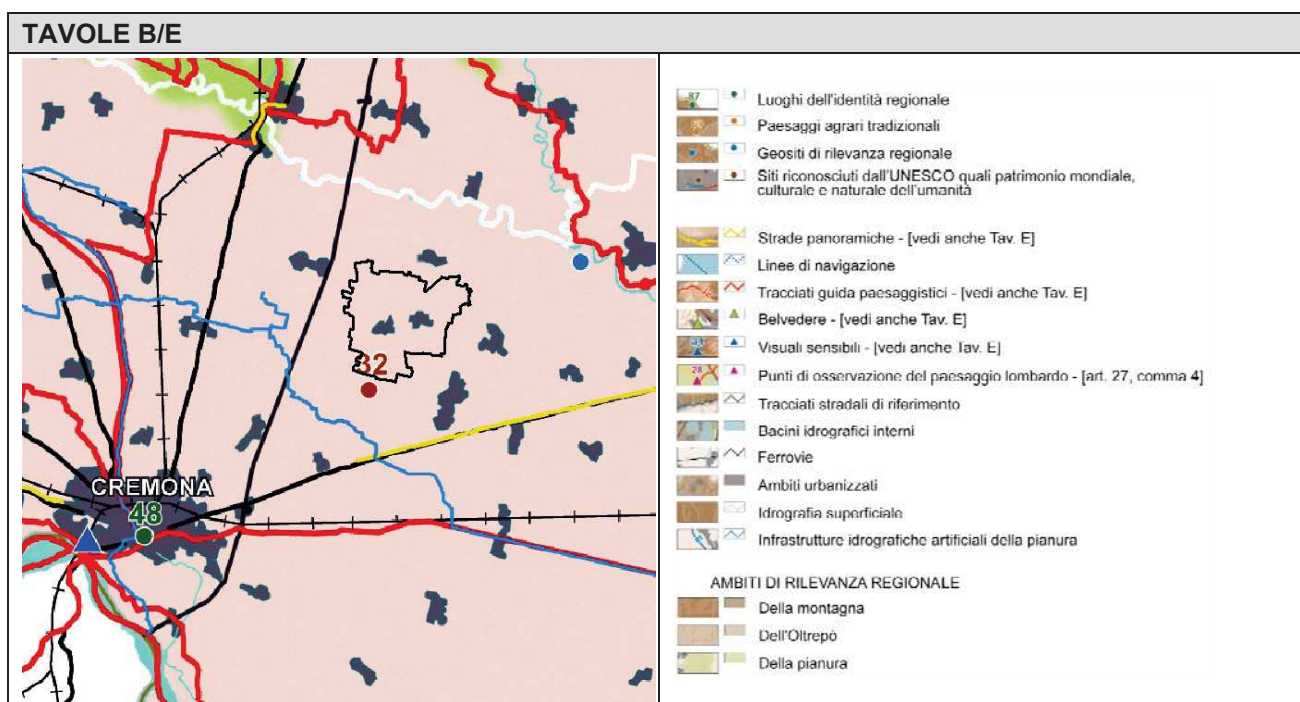 TAVOLE B/E
32
CREMONA
48
87
Luoghi dell'identità regionale
Paesaggi agrari tradizionali
Geositi di rilevanza regionale
Siti riconosciuti dall'UNESCO quali patrimonio mondiale,
culturale e naturale dell'umanità
Strade panoramiche - [vedi anche Tav. E]
Linee di navigazione
Tracciati guida paesaggistici - [vedi anche Tav. E]
Belvedere - [vedi anche Tav. E]
Visuali sensibili - [vedi anche Tav. E]
28
Punti di osservazione del paesaggio lombardo - [art. 27, comma 4]
Tracciati stradali di riferimento
Bacini idrografici interni
Ferrovie
Ambiti urbanizzati
Idrografia superficiale
Infrastrutture idrografiche artificiali della pianura
AMBITI DI RILEVANZA REGIONALE
Della montagna
Dell'Oltrepò
Della pianura